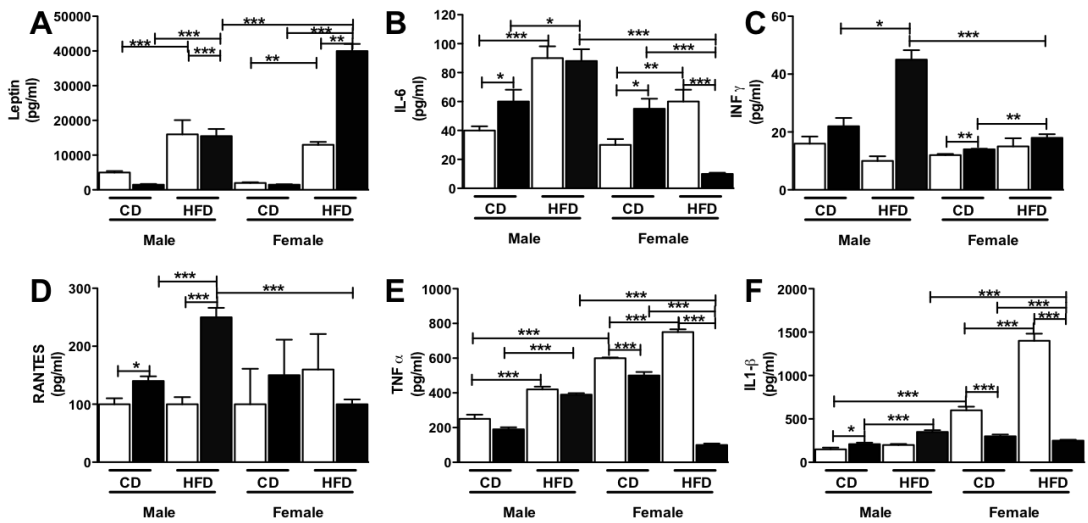 A
Leptin
(pg/ml)
50000
40000
30000
20000
10000
0
*** *** *** *** ** *** *** **
CD HFD CD HFD
Male Female
B
IL-6
(pg/ml)
120
100
80
60
40
20
0
* *** * *** *** ** * ***
CD HFD CD HFD
Male Female
C
INF γ
(pg/ml)
60
40
20
0
* *** ** **
CD HFD CD HFD
Male Female
D
RANTES
(pg/ml)
300
200
100
0
*** *** *** *
CD HFD CD HFD
Male Female
E
TNF α
(pg/ml)
1000
800
600
400
200
0
*** *** *** *** *** *** *** ***
CD HFD CD HFD
Male Female
F
IL1-β
(pg/ml)
2000
1500
1000
500
0
*** *** *** *** *** *** * ***
CD HFD CD HFD
Male Female